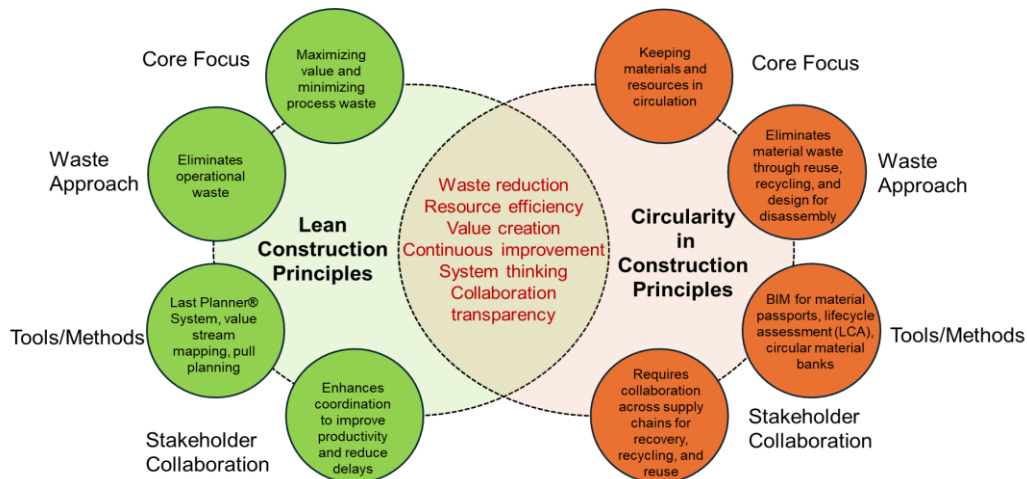 Core Focus
Maximizing
value and
minimizing
process waste
Waste
Approach
Eliminates
operational
waste
Lean
Construction
Principles
Tools/Methods
Last Planner®
System, value
stream
mapping, pull
planning
Stakeholder
Collaboration
Enhances
coordination
to improve
productivity
and reduce
delays
Waste reduction
Resource efficiency
Value creation
Continuous improvement
System thinking
Collaboration
transparency
Keeping
materials and
resources in
circulation
Core Focus
Eliminates
material waste
through reuse,
recycling, and
design for
disassembly
Waste
Approach
Circularity
in
Construction
Principles
BIM for material
passports, lifecycle
assessment (LCA),
circular material
banks
Tools/Methods
Requires
collaboration
across supply
chains for
recovery,
recycling, and
reuse
Stakeholder
Collaboration